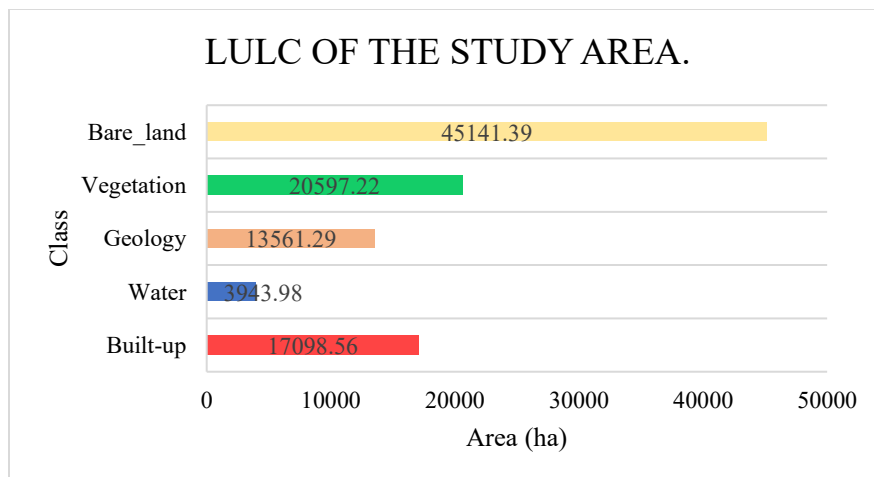 LULC OF THE STUDY AREA.
Class
Bare_land
45141.39
Vegetation
20597.22
Geology
13561.29
Water
3943.98
Built-up
17098.56
0 10000 20000 30000 40000 50000
Area (ha)